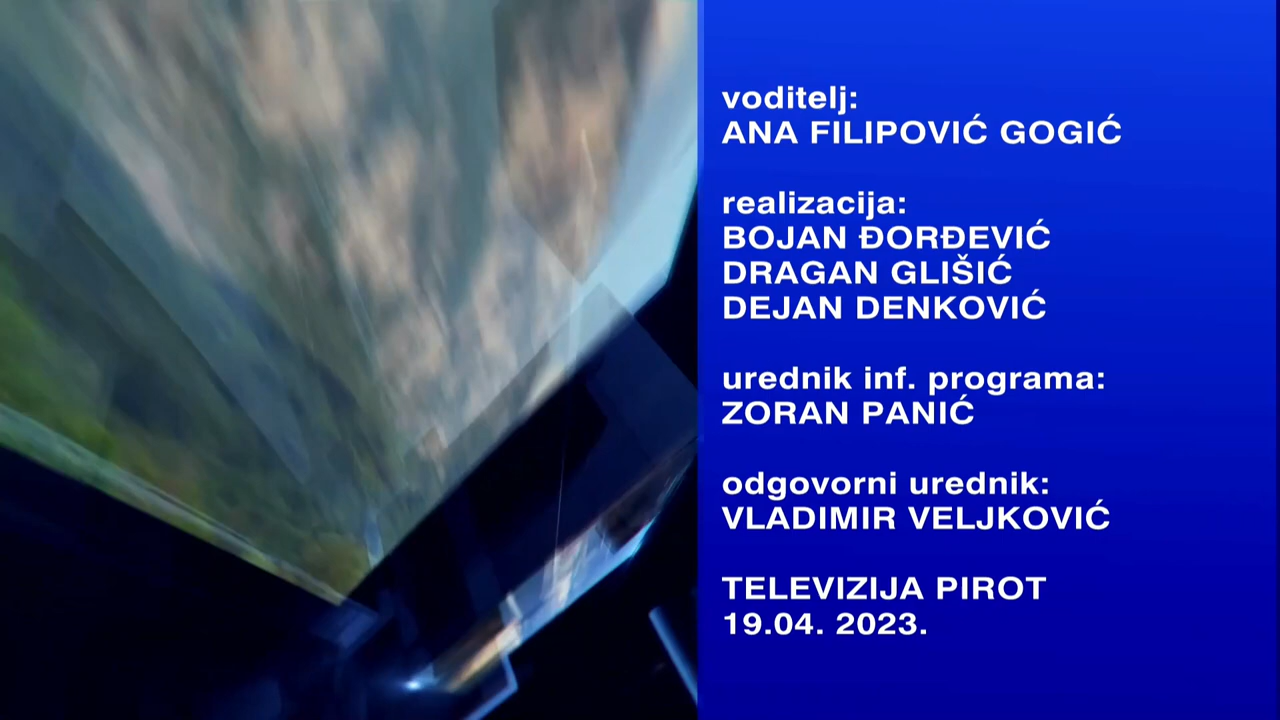 voditelj:
ANA FILIPOVIĆ GOGIĆ
realizacija:
BOJAN ĐORĐEVIĆ
DRAGAN GLIŠIĆ
DEJAN DENKOVIĆ
urednik inf. programa:
ZORAN PANIĆ
odgovorni urednik:
VLADIMIR VELJKOVIĆ
TELEVIZIJA PIROT
19.04. 2023.